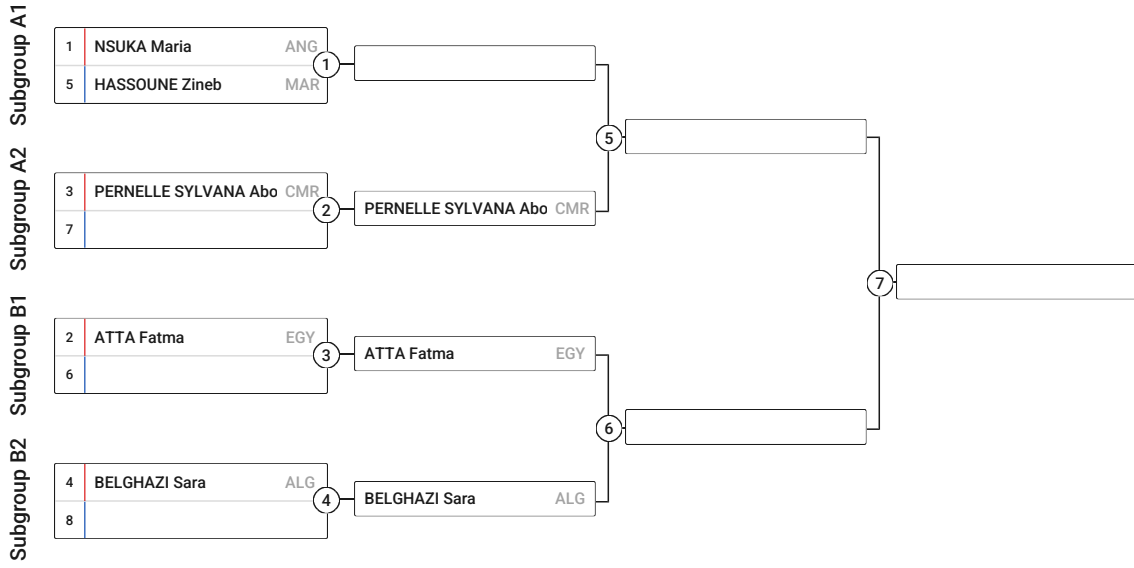 Subgroup A1
1 NSUKA Maria ANG
5 HASSOUNE Zineb MAR
1
Subgroup A2
3 PERNELLE SYLVANA Abo CMR
7
2
PERNELLE SYLVANA Abo CMR
5
Subgroup B1
2 ATTA Fatma EGY
6
3
ATTA Fatma EGY
Subgroup B2
4 BELGHAZI Sara ALG
8
4
BELGHAZI Sara ALG
6
7